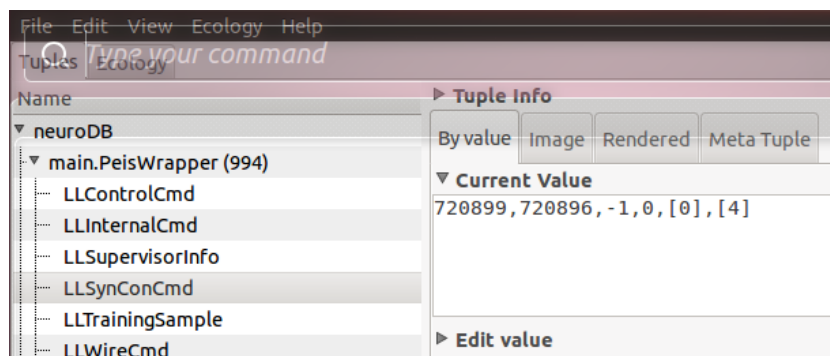 File Edit View Ecology Help
Type your command
Tuples Ecology
Name
▶ Tuple Info
▼ neuroDB
By value Image Rendered Meta Tuple
▼ main.PeisWrapper (994)
▼ Current Value
LLControlCmd
720899,720896,-1,0,[0],[4]
LLInternalCmd
LLSupervisorInfo
LLSynConCmd
LLTrainingSample
▶ Edit value
LLWireCmd